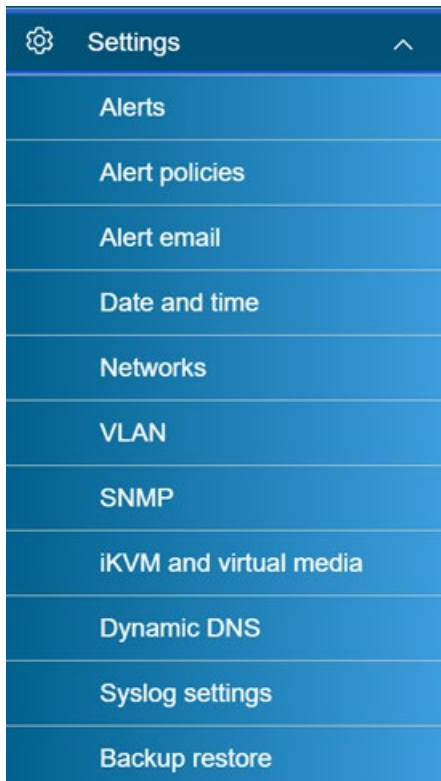 Settings
Alerts
Alert policies
Alert email
Date and time
Networks
VLAN
SNMP
iKVM and virtual media
Dynamic DNS
Syslog settings
Backup restore